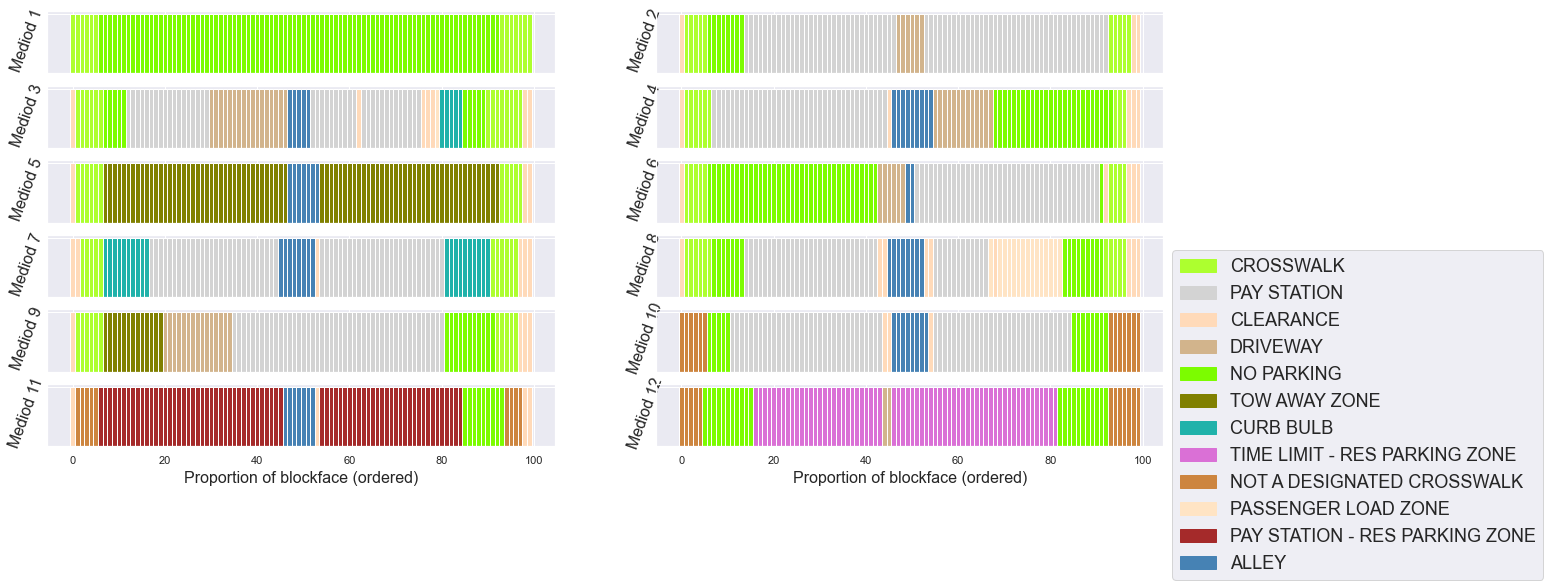 Mediod 1
Mediod 2
Mediod 3
Mediod 4
Mediod 5
Mediod 6
Mediod 7
Mediod 8
Mediod 9
Mediod 10
Mediod 11
Mediod 12
0 20 40 60 80 100
Proportion of blockface (ordered)
0 20 40 60 80 100
Proportion of blockface (ordered)
CROSSWALK
PAY STATION
CLEARANCE
DRIVEWAY
NO PARKING
TOW AWAY ZONE
CURB BULB
TIME LIMIT - RES PARKING ZONE
NOT A DESIGNATED CROSSWALK
PASSENGER LOAD ZONE
PAY STATION - RES PARKING ZONE
ALLEY